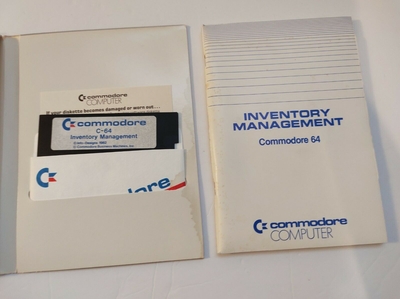 commodore
COMPUTER
If your diskette becomes damaged or worn out...
commodore
C-64
Inventory Management
© Commodore Business Machines, Inc.
INVENTORY
MANAGEMENT
Commodore 64
commodore
COMPUTER